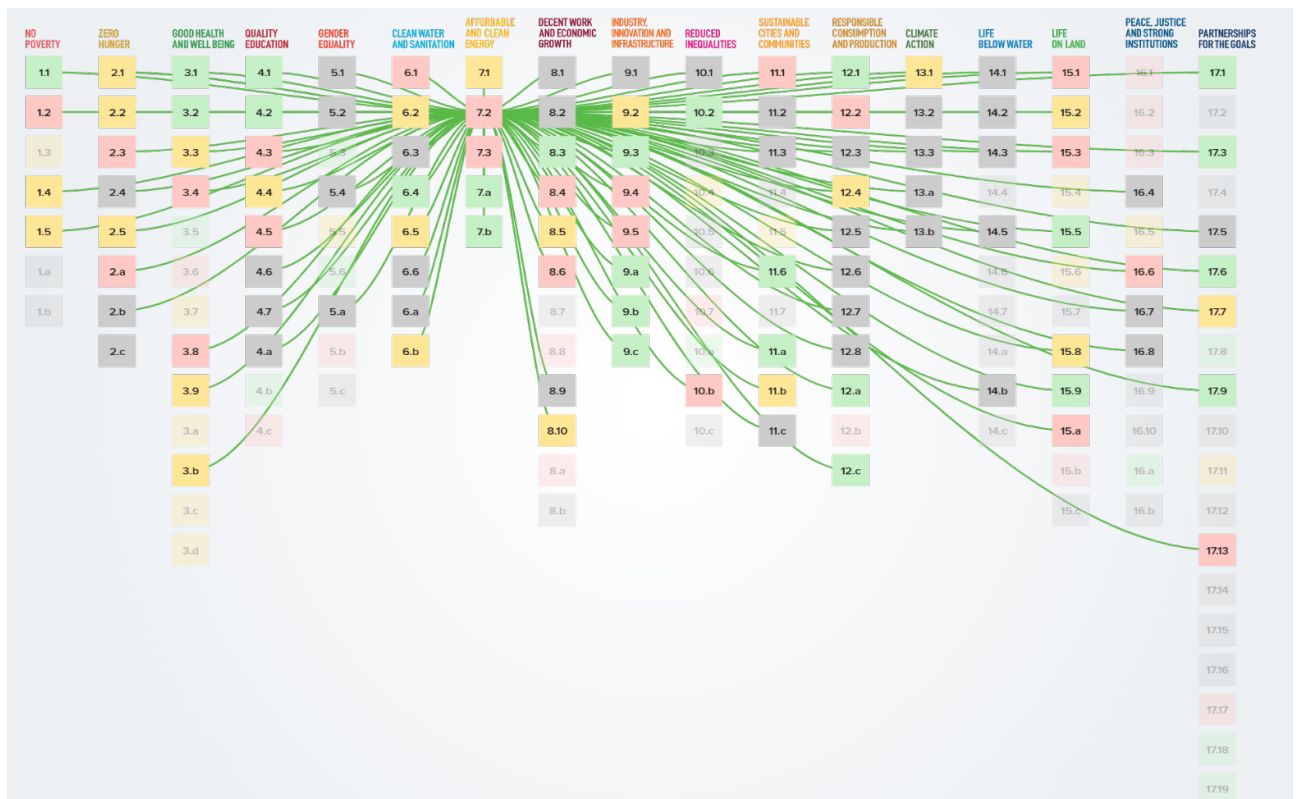 NO
POVERTY
ZERO
HUNGER
GOOD HEALTH
AND WELL BEING
QUALITY
EDUCATION
GENDER
EQUALITY
CLEAN WATER
AND SANITATION
AFFORDABLE
AND CLEAN
ENERGY
DECENT WORK
AND ECONOMIC
GROWTH
INDUSTRY,
INNOVATION AND
INFRASTRUCTURE
REDUCED
INEQUALITIES
SUSTAINABLE
CITIES AND
COMMUNITIES
RESPONSIBLE
CONSUMPTION
AND PRODUCTION
CLIMATE
ACTION
LIFE
BELOW WATER
LIFE
ON LAND
PEACE, JUSTICE
AND STRONG
INSTITUTIONS
PARTNERSHIPS
FOR THE GOALS
1.1 2.1 3.1 4.1 5.1 6.1 7.1 8.1 9.1 10.1 11.1 12.1 13.1 14.1 15.1 16.1 17.1
1.2 2.2 3.2 4.2 5.2 6.2 7.2 8.2 9.2 10.2 11.2 12.2 13.2 14.2 15.2 16.2 17.2
1.3 2.3 3.3 4.3 5.3 6.3 7.3 8.3 9.3 10.3 11.3 12.3 13.3 14.3 15.3 16.3 17.3
1.4 2.4 3.4 4.4 5.4 6.4 7.a 8.4 9.4 10.4 11.4 12.4 13.a 14.4 15.4 16.4 17.4
1.5 2.5 3.5 4.5 5.5 6.5 7.b 8.5 9.5 10.5 11.5 12.5 13.b 14.5 15.5 16.5 17.5
1.a 2.a 3.6 4.6 5.6 6.6 8.6 9.a 10.6 11.6 12.6 14.6 15.6 16.6 17.6
1.b 2.b 3.7 4.7 5.a 6.a 8.7 9.b 10.7 11.7 12.7 14.7 15.7 16.7 17.7
2.c 3.8 4.a 5.b 6.b 8.8 9.c 10.a 11.a 12.8 14.a 15.8 16.8 17.8
3.9 4.b 5.c 8.9 10.b 11.b 12.a 14.b 15.9 16.9 17.9
3.a 4.c 8.10 10.c 11.c 12.b 14.c 15.a 16.10 17.10
3.b 8.a 12.c 15.b 16.a 17.11
3.c 8.b 15.c 16.b 17.12
3.d 17.13
17.14
17.15
17.16
17.17
17.18
17.19